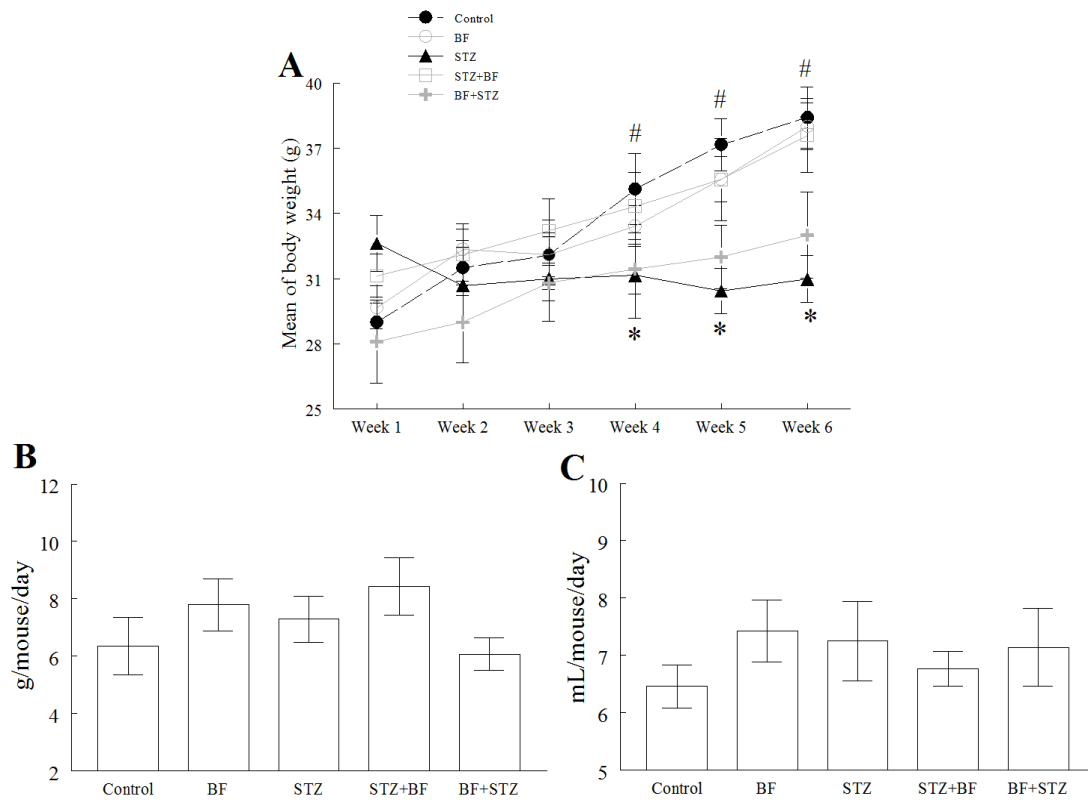 Control
BF
STZ
STZ+BF
BF+STZ
A
Mean of body weight (g)
40
37
34
31
28
25
# # #
* * *
Week 1 Week 2 Week 3 Week 4 Week 5 Week 6
B
g/mouse/day
12
10
8
6
4
2
Control BF STZ STZ+BF BF+STZ
C
mL/mouse/day
10
9
8
7
6
5
Control BF STZ STZ+BF BF+STZ